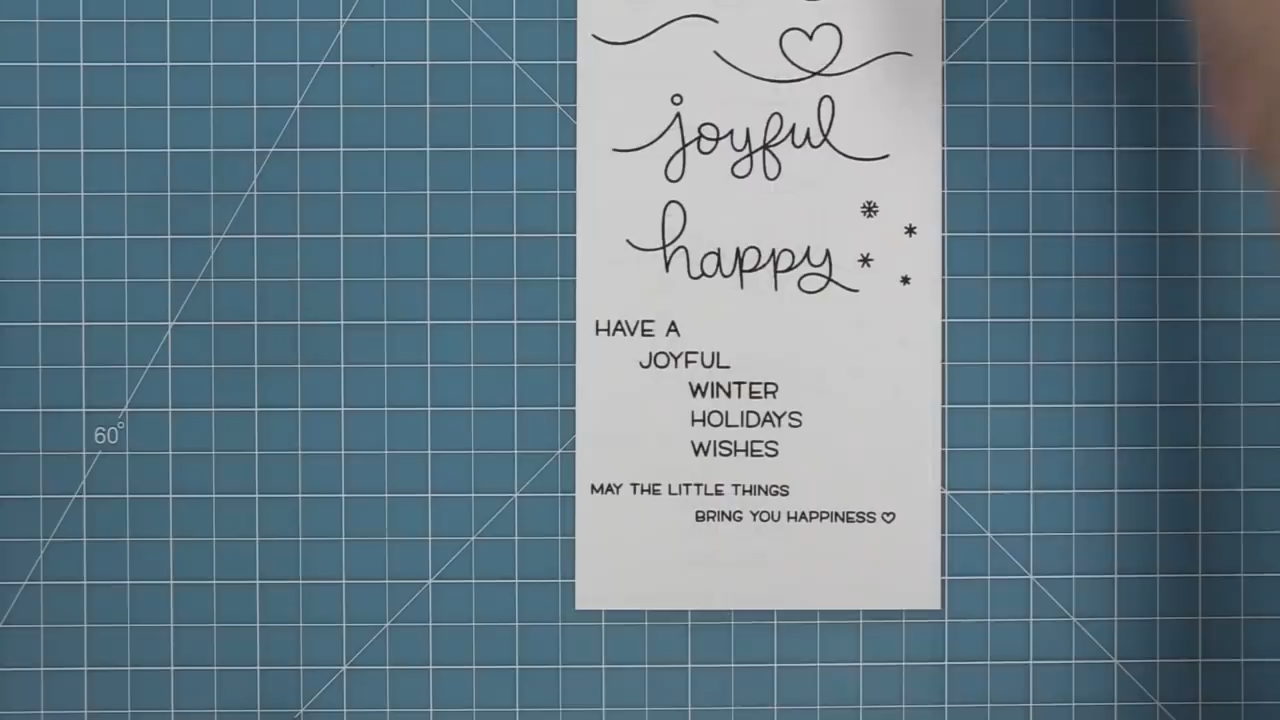 joyful
happy
HAVE A
JOYFUL
WINTER
HOLIDAYS
WISHES
MAY THE LITTLE THINGS
BRING YOU HAPPINESS
60°